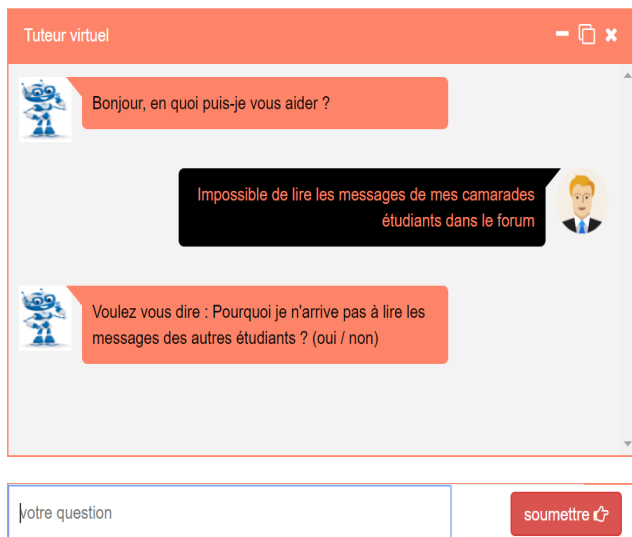 Tuteur virtuel
Bonjour, en quoi puis-je vous aider ?
Impossible de lire les messages de mes camarades
étudiants dans le forum
Voulez vous dire : Pourquoi je n'arrive pas à lire les
messages des autres étudiants ? (oui / non)
votre question
soumettre